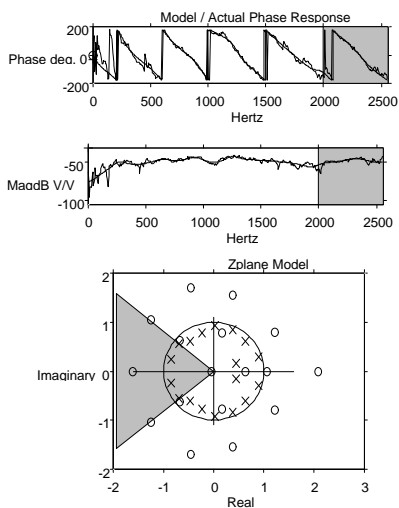 Model / Actual Phase Response
200
Phase deg. 0
-200
0 500 1000 1500 2000 2500
Hertz
-50
MagdB V/V
-100
0 500 1000 1500 2000 2500
Hertz
Zplane Model
2
1
Imaginary 0
-1
-2
-2 -1 0 1 2 3
Real